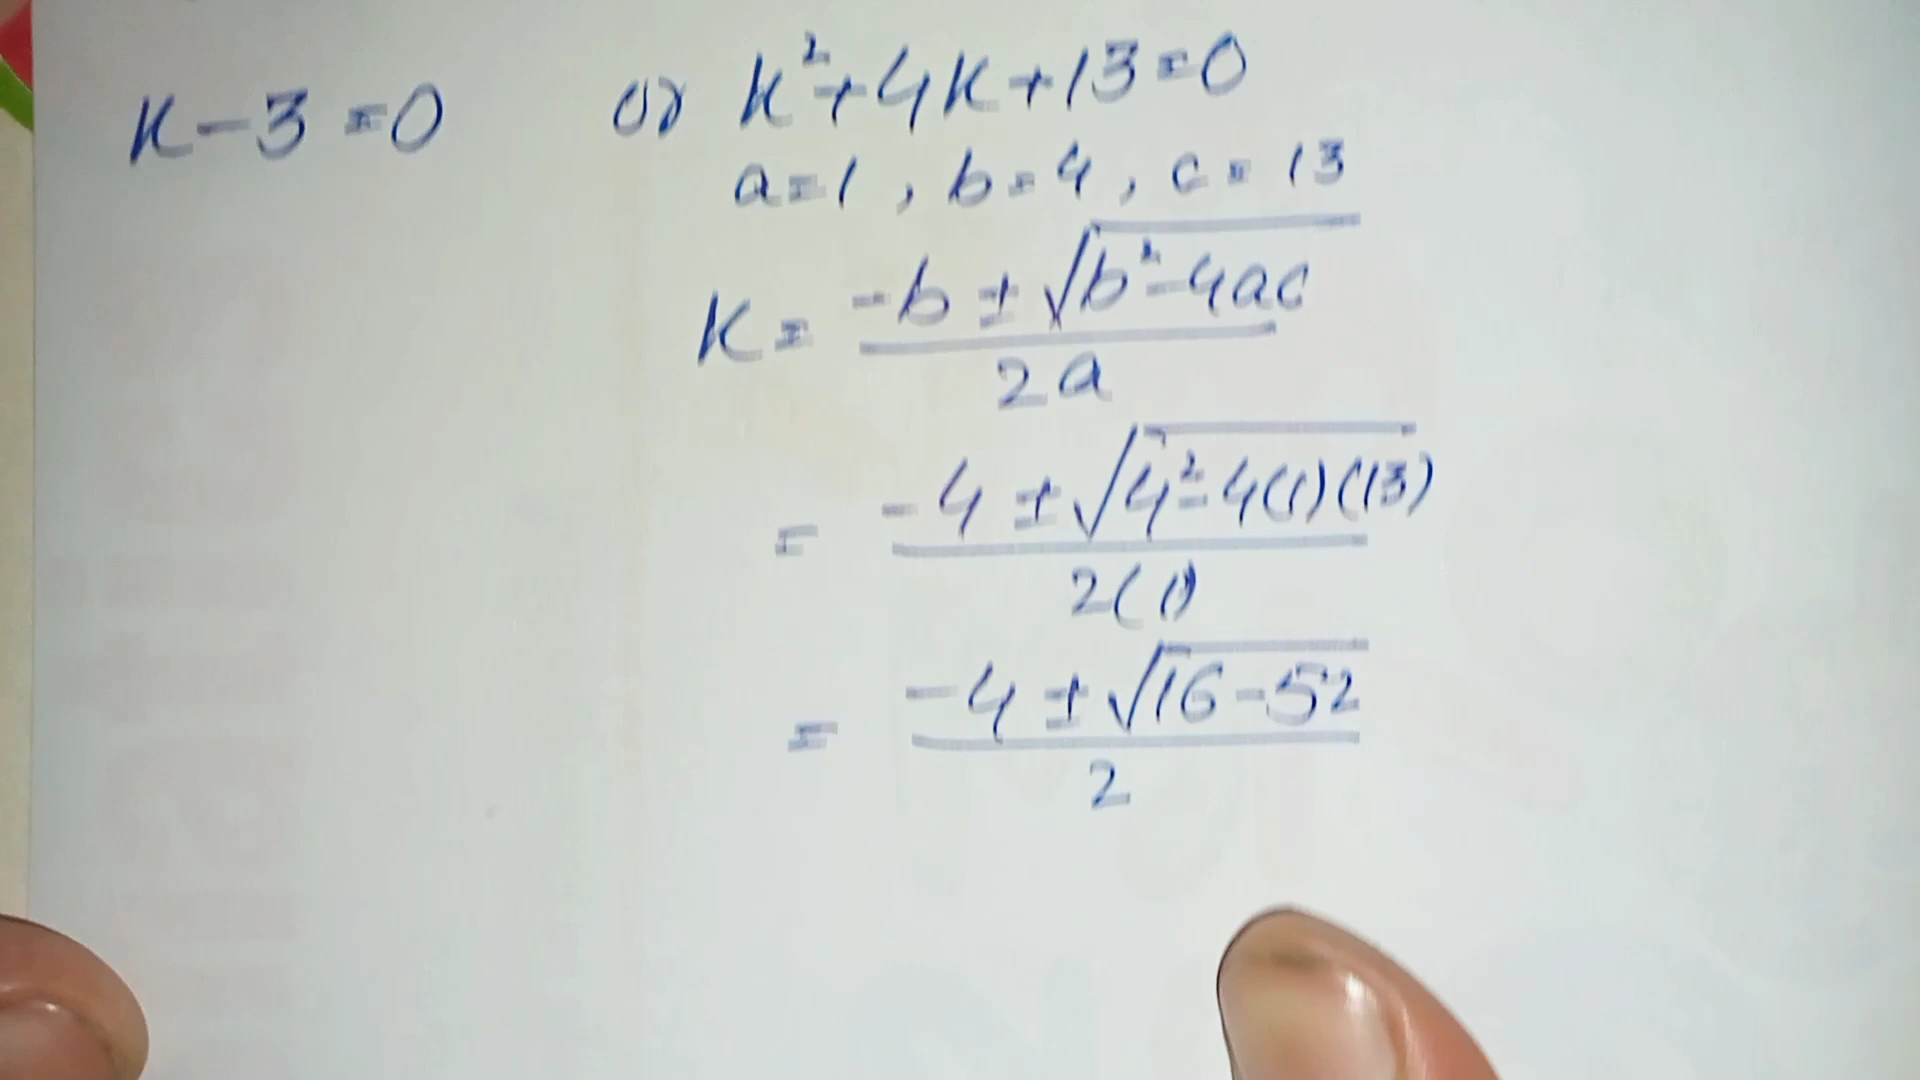 K-3=0 or K²+4K+13=0
a=1, b=4, c=13
K= -b±√b²-4ac / 2a
= -4±√4²-4(1)(13) / 2(1)
= -4±√16-52 / 2